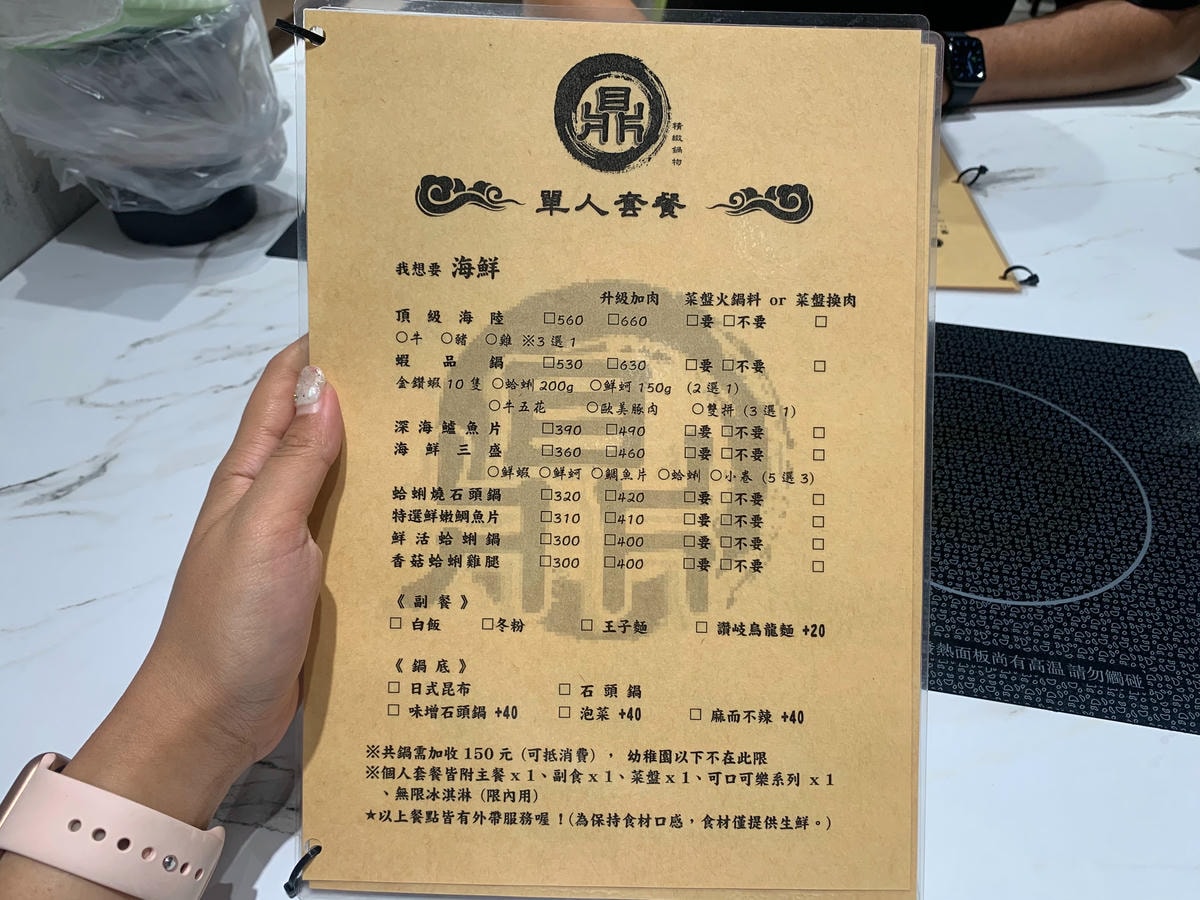 鼎
精緻鍋物
單人套餐
我想要 海鮮
升級加肉 菜盤火鍋料 or 菜盤換肉
頂級海陸 □560 □660 □要 □不要 □
○牛 ○豬 ○雞 ※3選1
蝦品鍋 □530 □630 □要 □不要 □
金鑽蝦10隻 ○蛤蜊200g ○鮮蚵150g (2選1)
○牛五花 ○歐美豚肉 ○雙拼 (3選1)
深海鱸魚片 □390 □490 □要 □不要 □
海鮮三盛 □360 □460 □要 □不要 □
○鮮蝦 ○鮮蚵 ○鯛魚片 ○蛤蜊 ○小卷 (5選3)
蛤蜊燒石頭鍋 □320 □420 □要 □不要 □
特選鮮嫩鯛魚片 □310 □410 □要 □不要 □
鮮活蛤蜊鍋 □300 □400 □要 □不要 □
香菇蛤蜊雞腿 □300 □400 □要 □不要 □
《副餐》
□ 白飯 □冬粉 □ 王子麵 □ 讚岐烏龍麵 +20
《鍋底》
□ 日式昆布 □ 石頭鍋
□ 味增石頭鍋 +40 □ 泡菜 +40 □ 麻而不辣 +40
※共鍋需加收150元（可抵消費），幼稚園以下不在此限
※個人套餐皆附主餐x1、副食x1、菜盤x1、可口可樂系列 x1
、無限冰淇淋（限內用）
★以上餐點皆有外帶服務喔！(為保持食材口感，食材僅提供生鮮。)
熱面板尚有高溫 請勿觸碰